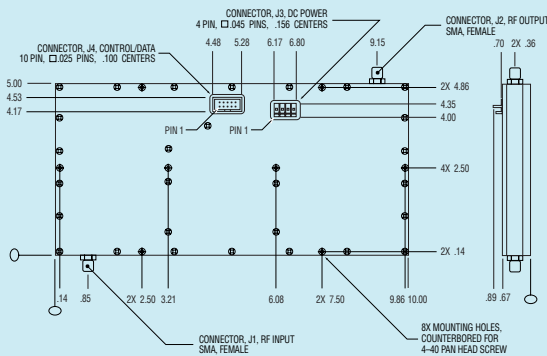 CONNECTOR, J3, DC POWER
4 PIN, □.045 PINS, .156 CENTERS
CONNECTOR, J2, RF OUTPUT
SMA, FEMALE
CONNECTOR, J4, CONTROL/DATA
10 PIN, □.025 PINS, .100 CENTERS
4.48 5.28 6.17 6.80 9.15 .70 2X .36
5.00
4.53
4.17
2X 4.86
4.35
4.00
PIN 1 PIN 1
4X 2.50
2X .14
.14 .85 2X 2.50 3.21 6.08 2X 7.50 9.86 10.00 .89 .67
CONNECTOR, J1, RF INPUT
SMA, FEMALE
8X MOUNTING HOLES,
COUNTERBORED FOR
4–40 PAN HEAD SCREW